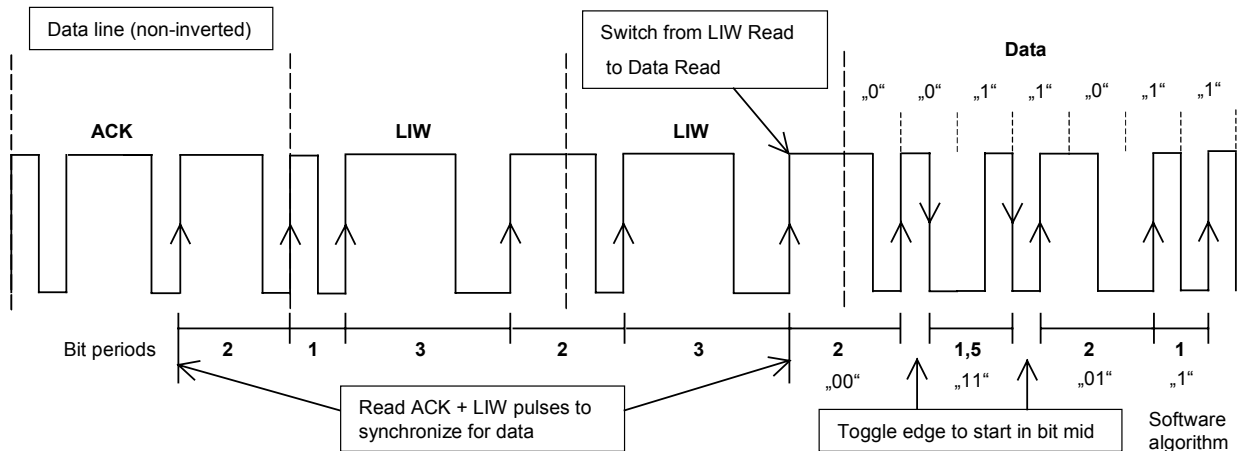 Data line (non-inverted)
Switch from LIW Read
to Data Read
Data
„0“ „0“ „1“ „1“ „0“ „1“ „1“
ACK LIW LIW
Bit periods 2 1 3 2 3 2 1,5 2 1
„00“ „11“ „01“ „1“
Read ACK + LIW pulses to
synchronize for data
Toggle edge to start in bit mid
Software
algorithm